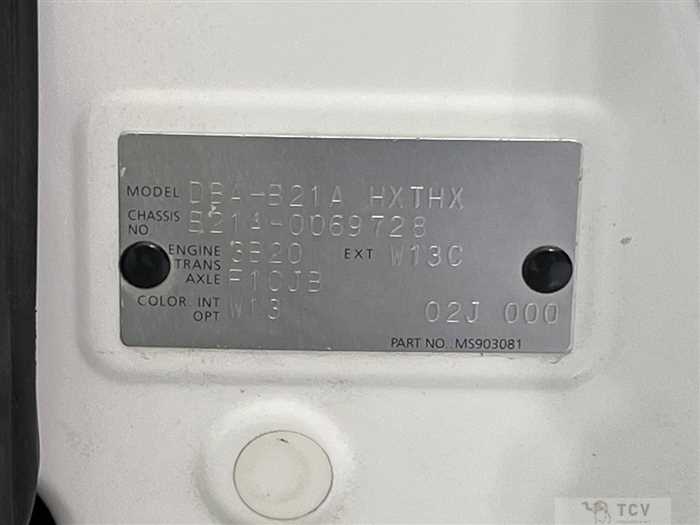 MODEL DBA-B21A HXTHX
CHASSIS NO. B21A-0069728
ENGINE 3B20 EXT W13C
TRANS AXLE F1CJB
COLOR INT OPT W13 02J 000
PART NO. MS903081
TCV